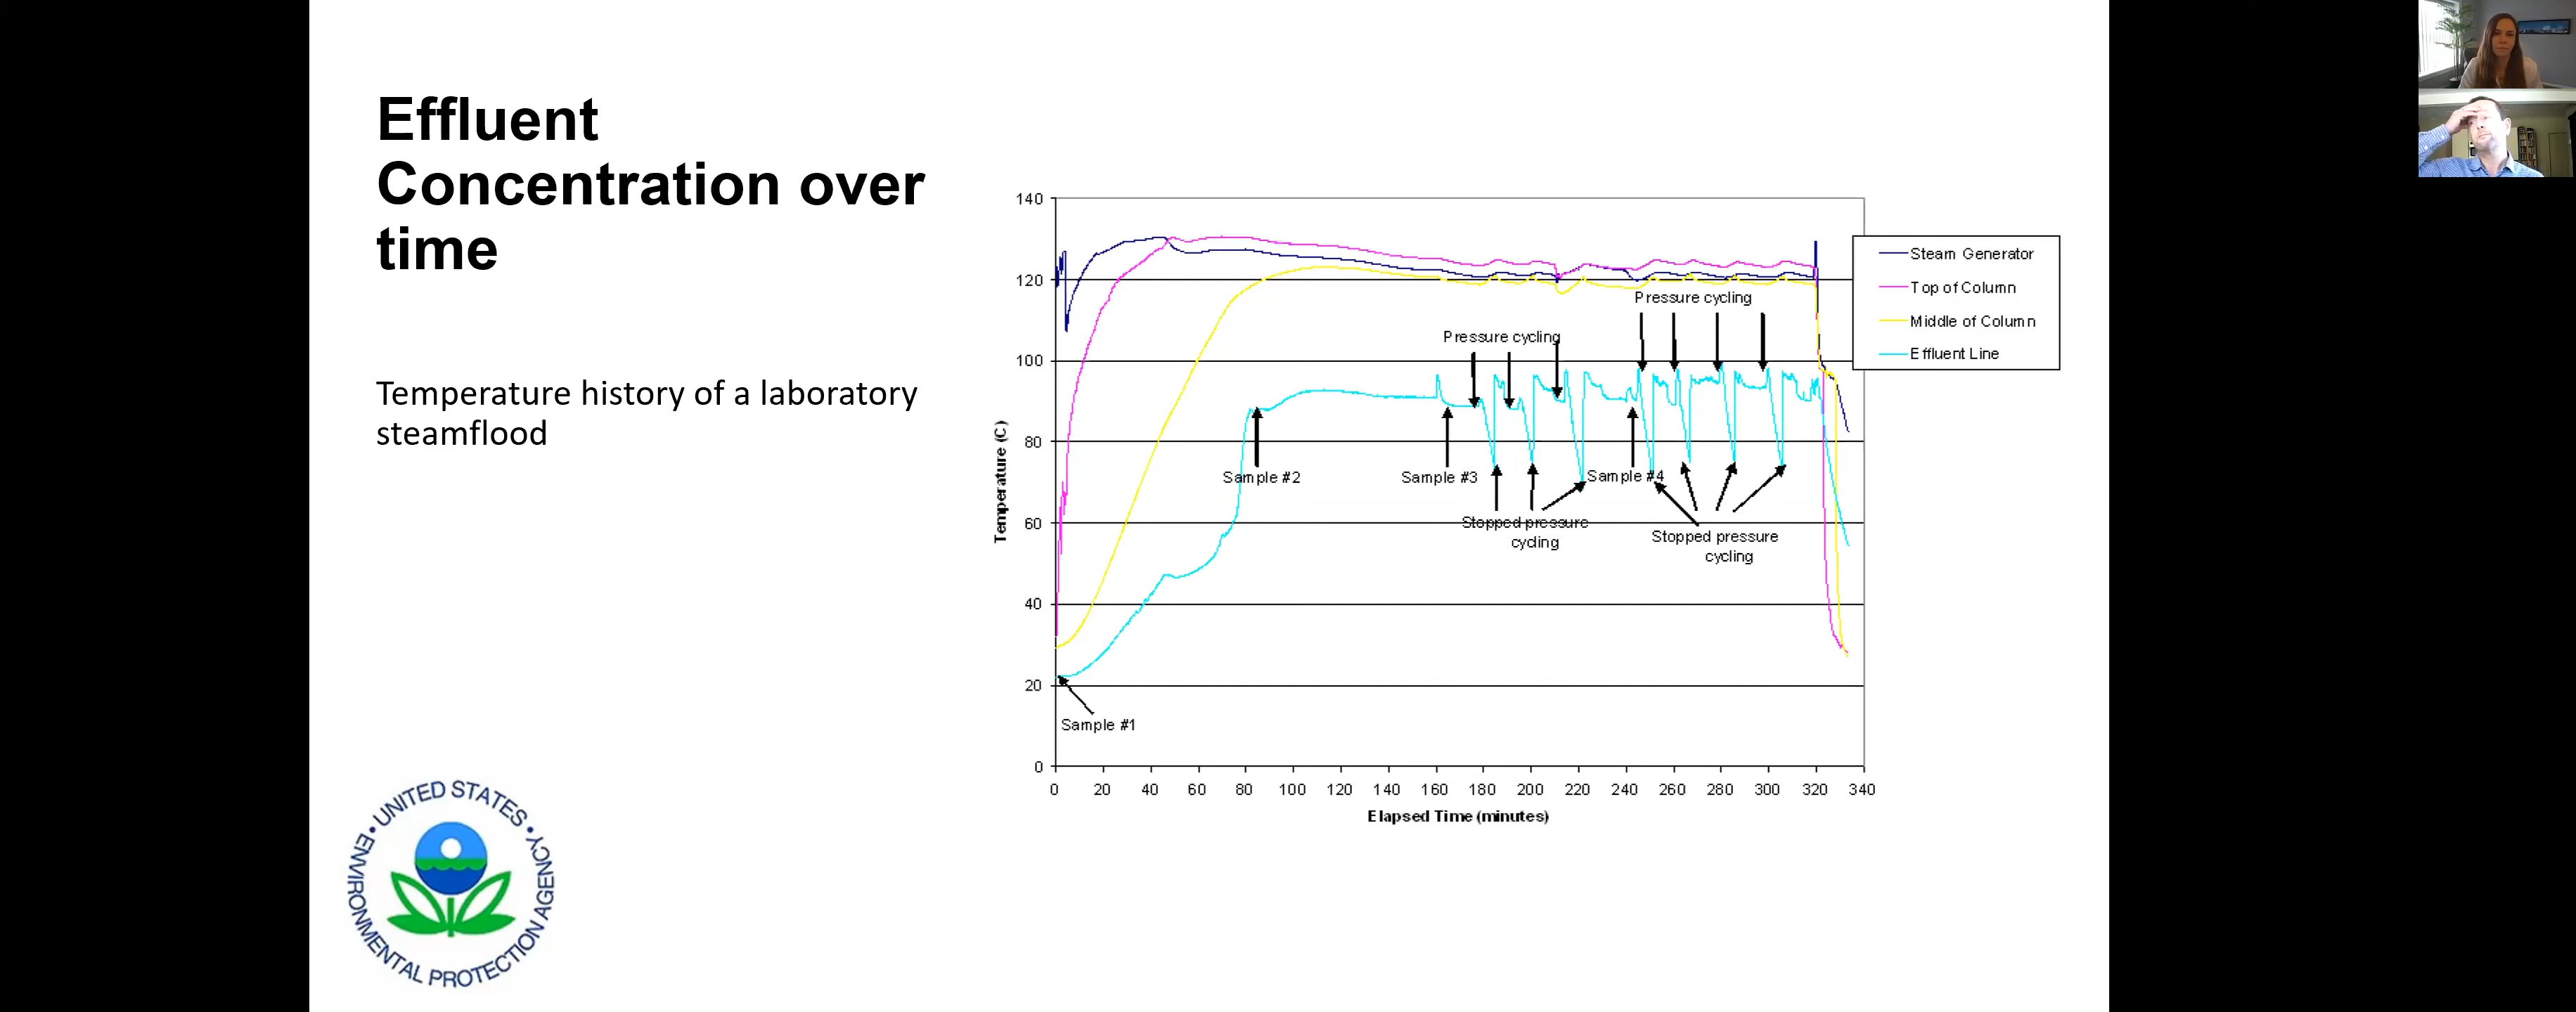 Effluent
Concentration over
time
Temperature history of a laboratory
steamflood
UNITED STATES
ENVIRONMENTAL PROTECTION AGENCY
Temperature (C)
140
120
100
80
60
40
20
0
0 20 40 60 80 100 120 140 160 180 200 220 240 260 280 300 320 340
Elapsed Time (minutes)
Steam Generator
Top of Column
Middle of Column
Effluent Line
Pressure cycling
Pressure cycling
Sample #2
Sample #3
Sample #4
Stopped pressure
cycling
Stopped pressure
cycling
Sample #1